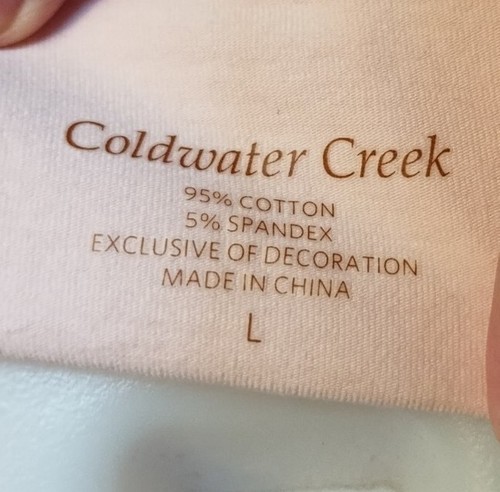 Coldwater Creek
95% COTTON
5% SPANDEX
EXCLUSIVE OF DECORATION
MADE IN CHINA
L